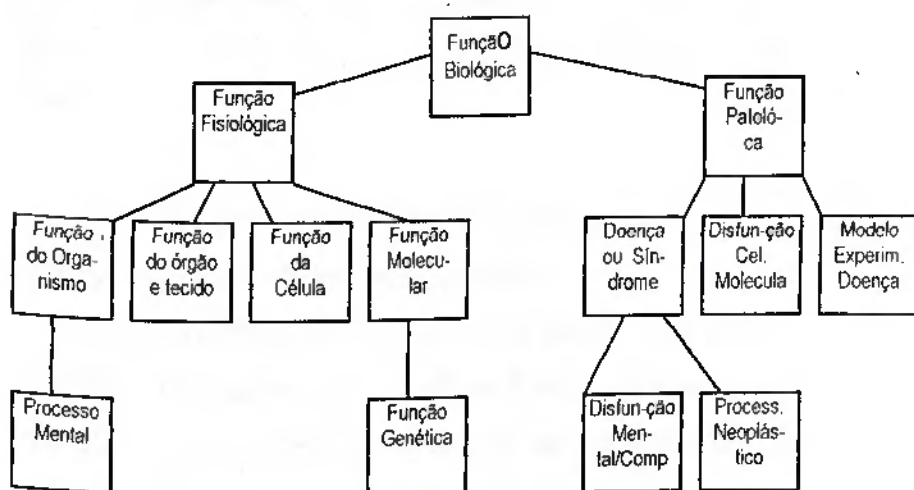 FunçãO
Biológica
Função
Fisiológica
Função
Paloló-
ca
Função
do Orga-
nismo
Função
do órgão
e tecido
Função
da
Célula
Função
Molecu-
lar
Doença
ou Sín-
drome
Disfun-ção
Cel.
Molecula
Modelo
Experim.
Doença
Processo
Mental
Função
Genética
Disfun-ção
Men-
tal/Comp
Process.
Neoplás-
tico